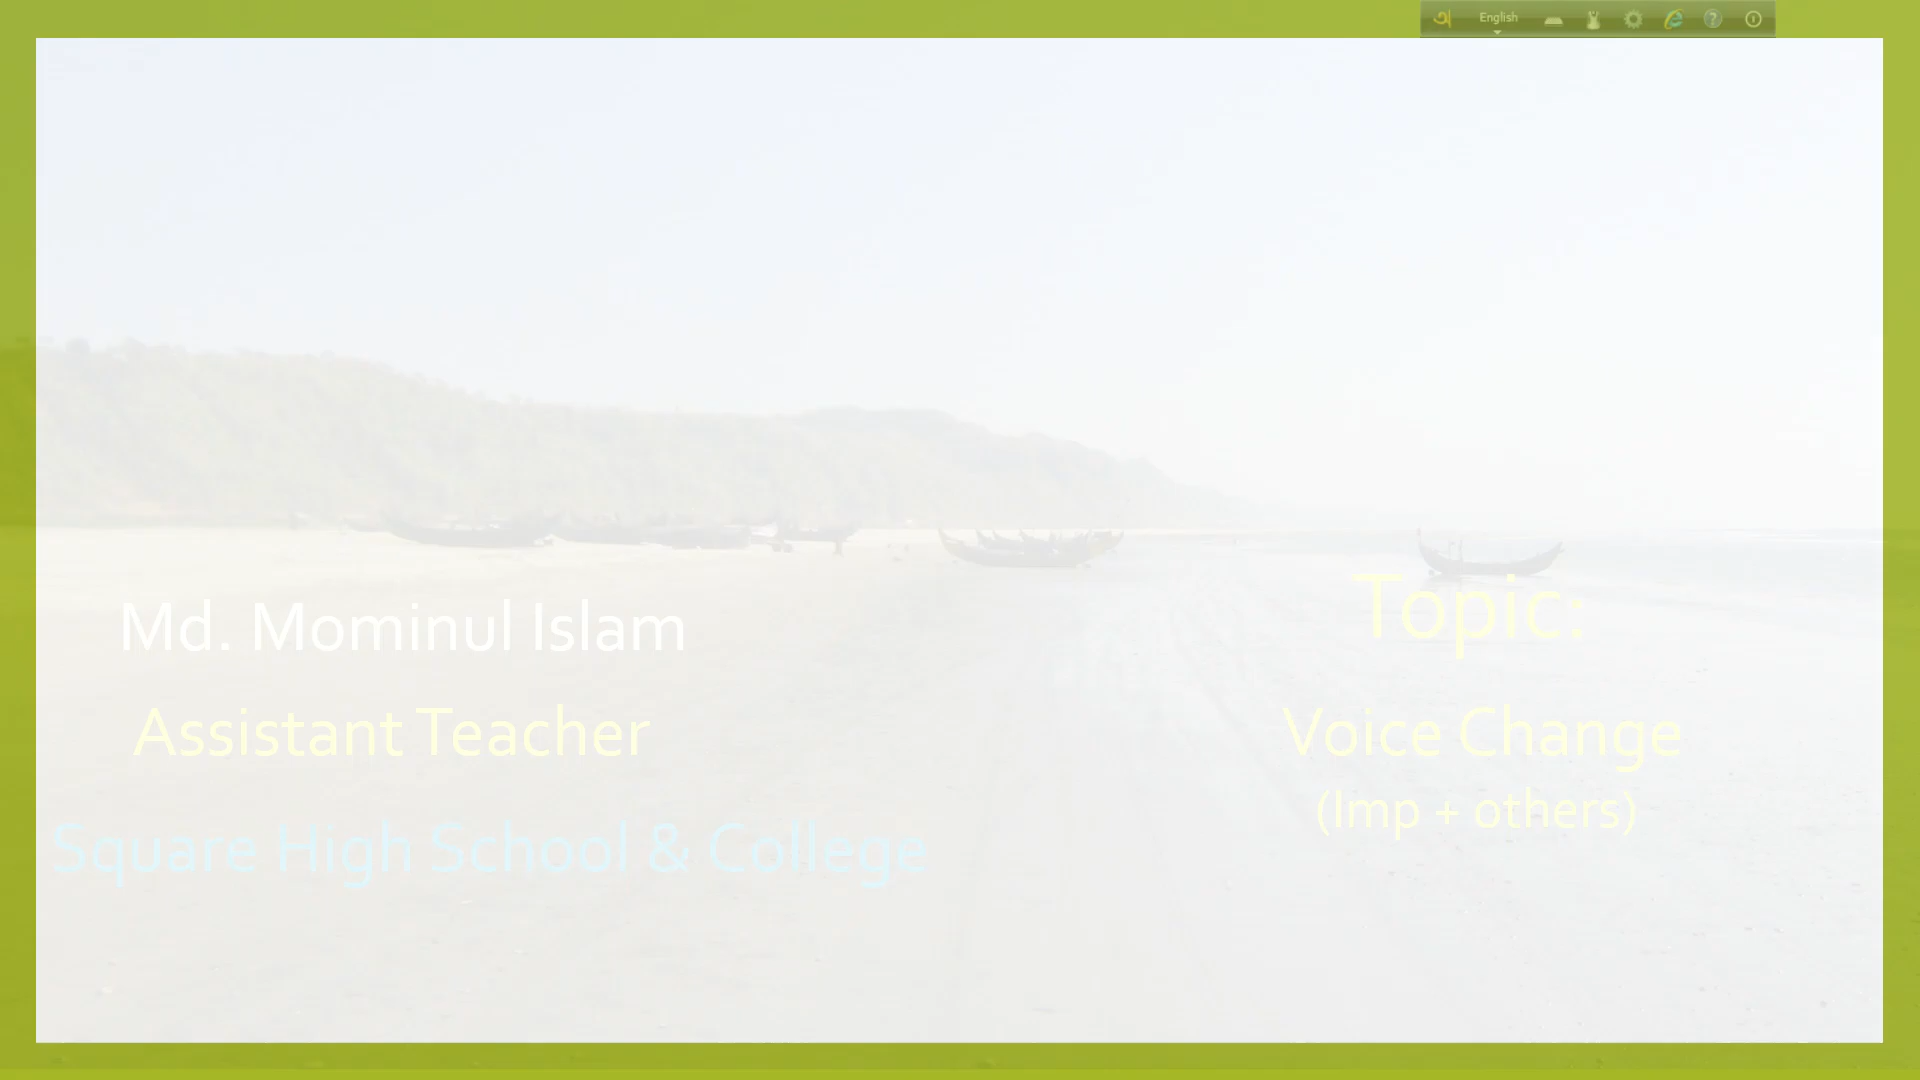 English
Md. Mominul Islam
Assistant Teacher
Square High School & College
Topic:
Voice Change
(Imp + others)